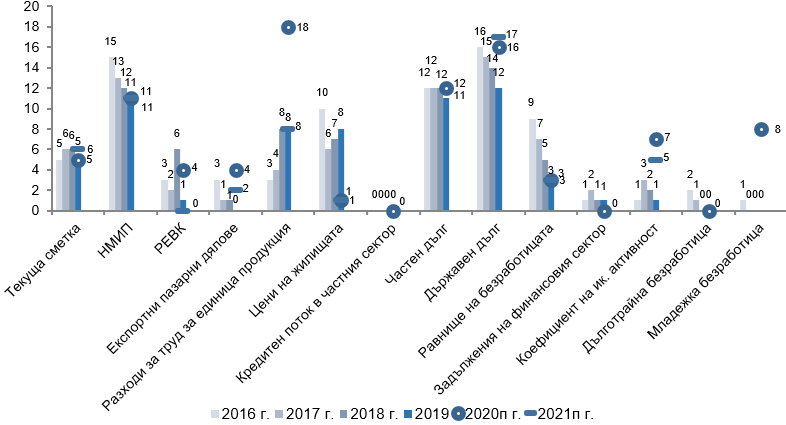 20
18
16
14
12
10
8
6
4
2
0
5 6 6 5 5 6
15 13 12 11 11 11
3 2 6 1 4 0
3 1 1 0 4 2
3 4 8 8 18 8
10 6 7 8 1 1
0 0 0 0 0
12 12 12 11 12
16 15 14 12 16 17
9 7 5 3 3 3
1 2 1 1 0
1 3 2 1 7 5
2 1 0 0 0
1 0 0 0 8
Текуща сметка
НМИП
РЕВК
Експортни пазарни дялове
Разходи за труд за единица продукция
Цени на жилищата
Кредитен поток в частния сектор
Частен дълг
Държавен дълг
Равнище на безработицата
Задължения на финансовия сектор
Коефициент на ик. активност
Дълготрайна безработица
Младежка безработица
2016 г. 2017 г. 2018 г. 2019 2020п г. 2021п г.